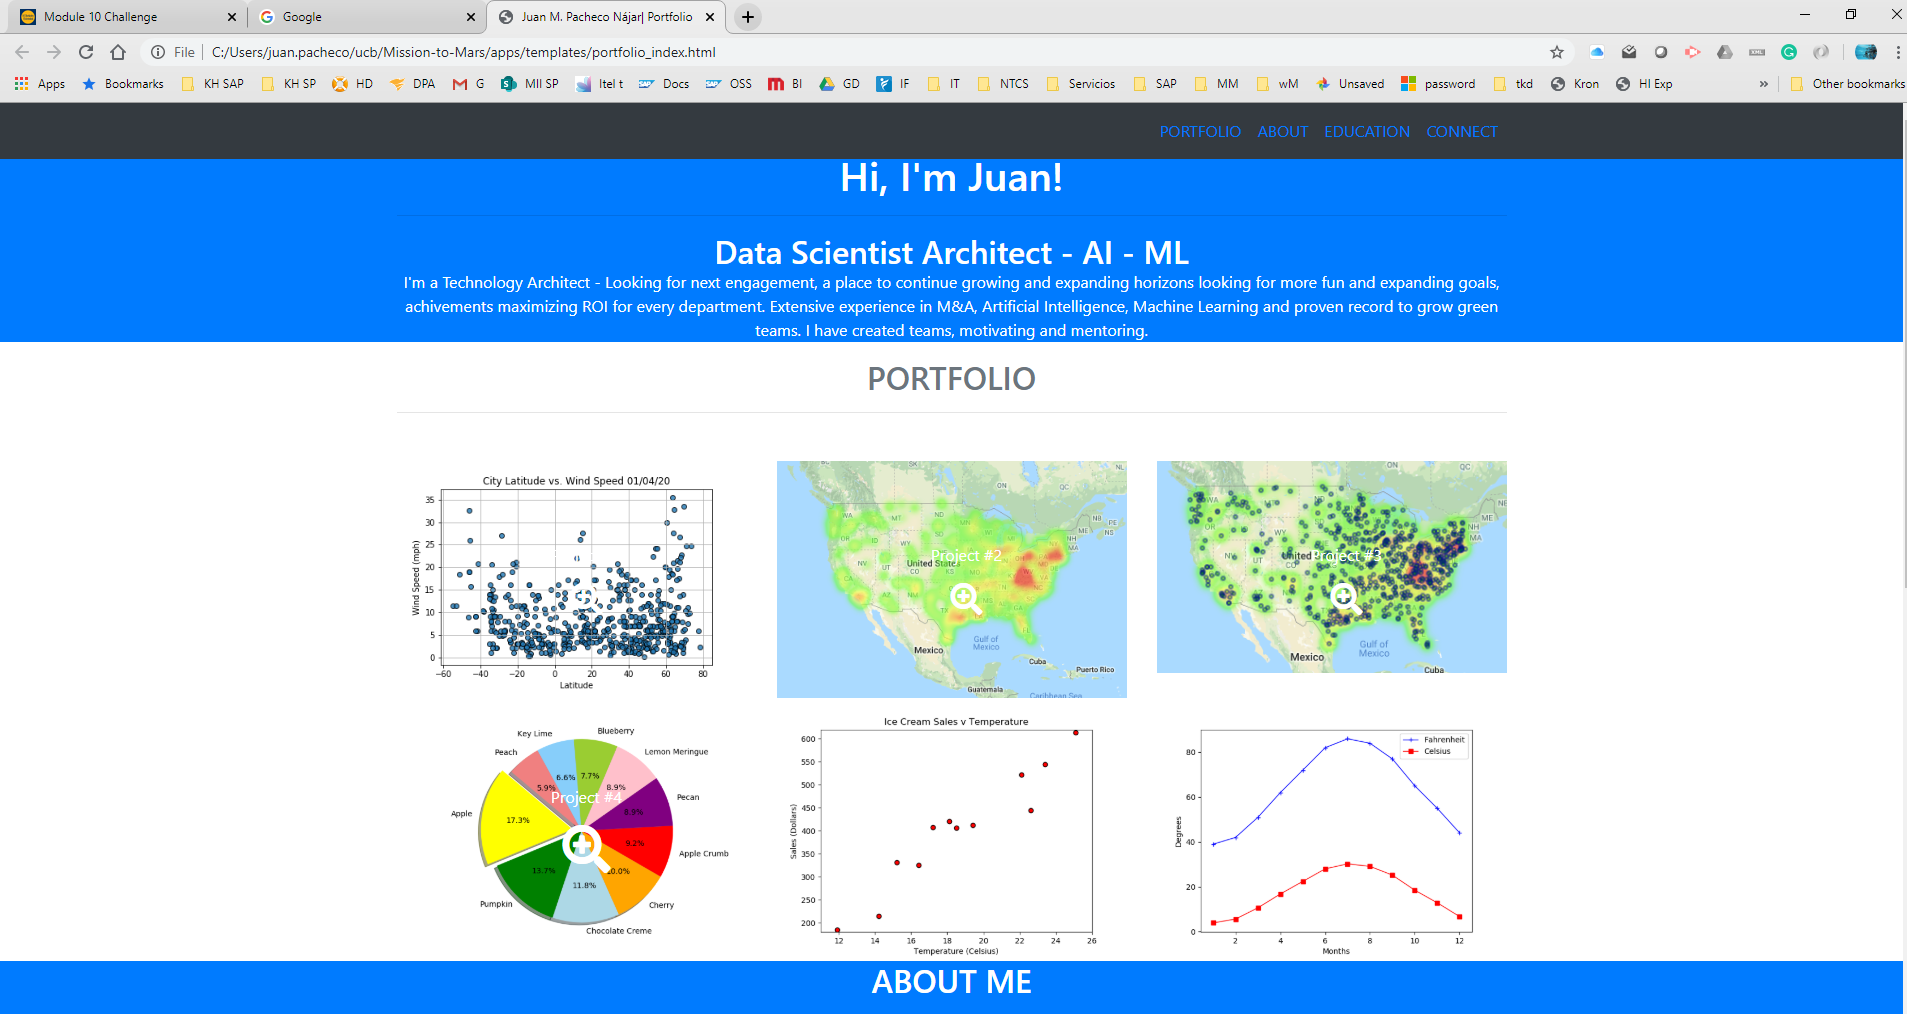 Module 10 Challenge
Google
Juan M. Pacheco Nájar| Portfolio
File
C:/Users/juan.pacheco/ucb/Mission-to-Mars/apps/templates/portfolio_index.html
Apps Bookmarks KH SAP KH SP HD DPA G MII SP Itel t Docs OSS BI GD IF IT NTCS Servicios SAP MM wM Unsaved password tkd Kron HI Exp » Other bookmarks
PORTFOLIO ABOUT EDUCATION CONNECT
Hi, I'm Juan!
Data Scientist Architect - AI - ML
I'm a Technology Architect - Looking for next engagement, a place to continue growing and expanding horizons looking for more fun and expanding goals,
achivements maximizing ROI for every department. Extensive experience in M&A, Artificial Intelligence, Machine Learning and proven record to grow green
teams. I have created teams, motivating and mentoring.
PORTFOLIO
City Latitude vs. Wind Speed 01/04/20
Wind Speed (mph)
35
30
25
20
15
10
5
0
−60 −40 −20 0 20 40 60 80
Latitude
Project #2
United States
Mexico
Gulf of
Mexico
Cuba
Puerto Rico
Guatemala
Caribbean Sea
Project #3
United
Mexico
Gulf of
Mexico
Cuba
Key Lime
Blueberry
Peach
Lemon Meringue
Apple
Pecan
Apple Crumb
Pumpkin
Cherry
Chocolate Creme
6.6%
7.7%
5.9%
8.9%
Project #4
17.3%
8.9%
9.2%
13.7%
11.8%
10.0%
Ice Cream Sales v Temperature
Sales (Dollars)
600
550
500
450
400
350
300
250
200
12 14 16 18 20 22 24 26
Temperature (Celsius)
Fahrenheit
Celsius
Degrees
80
60
40
20
0
2 4 6 8 10 12
Months
ABOUT ME